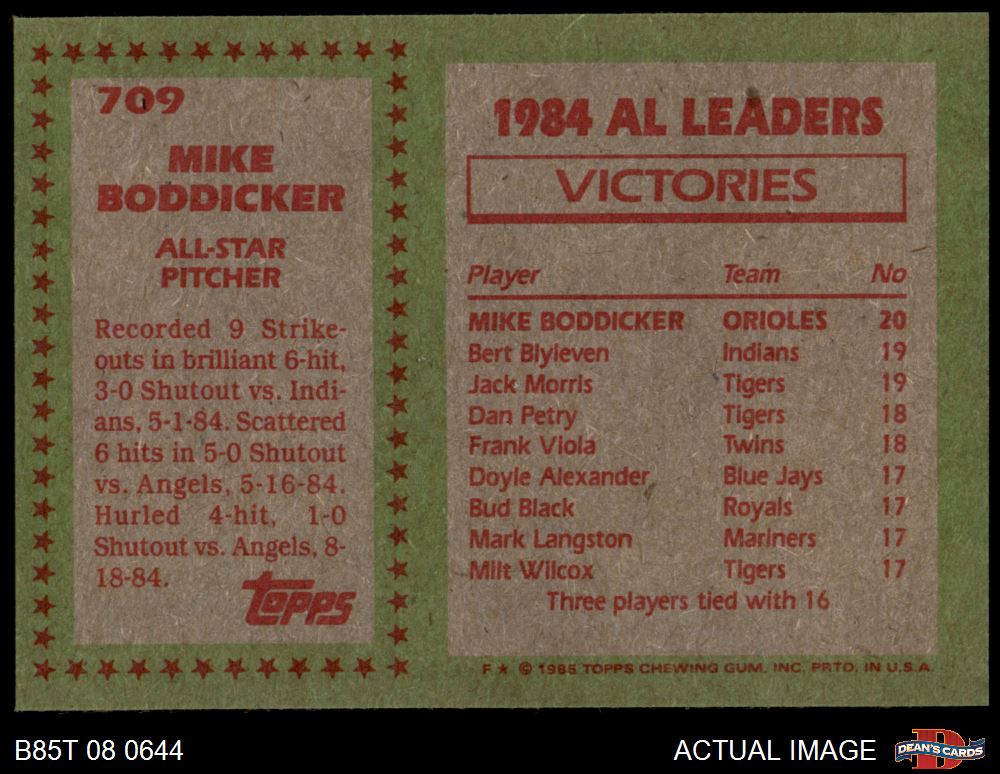 709
MIKE
BODDICKER
ALL-STAR
PITCHER
Recorded 9 Strike-
outs in brilliant 6-hit,
3-0 Shutout vs. Indi-
ans, 5-1-84. Scattered
6 hits in 5-0 Shutout
vs. Angels, 5-16-84.
Hurled 4-hit, 1-0
Shutout vs. Angels, 8-
18-84.
topps
1984 AL LEADERS
VICTORIES
Player Team No
MIKE BODDICKER ORIOLES 20
Bert Blyleven Indians 19
Jack Morris Tigers 19
Dan Petry Tigers 18
Frank Viola Twins 18
Doyle Alexander Blue Jays 17
Bud Black Royals 17
Mark Langston Mariners 17
Milt Wilcox Tigers 17
Three players tied with 16
F ★ © 1985 TOPPS CHEWING GUM, INC. PRTD. IN U.S.A.
B85T 08 0644
ACTUAL IMAGE
D
DEAN'S CARDS